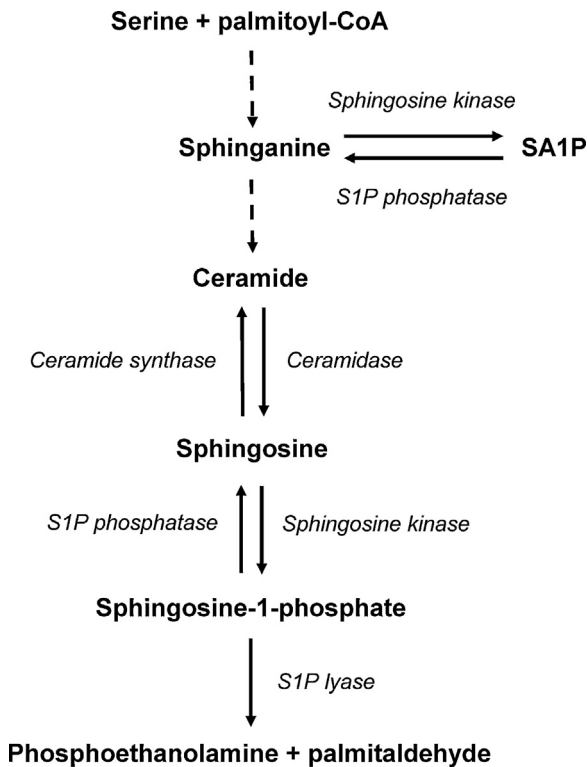 Serine + palmitoyl-CoA
Sphingosine kinase
Sphinganine
SA1P
S1P phosphatase
Ceramide
Ceramide synthase
Ceramidase
Sphingosine
S1P phosphatase
Sphingosine kinase
Sphingosine-1-phosphate
S1P lyase
Phosphoethanolamine + palmitaldehyde